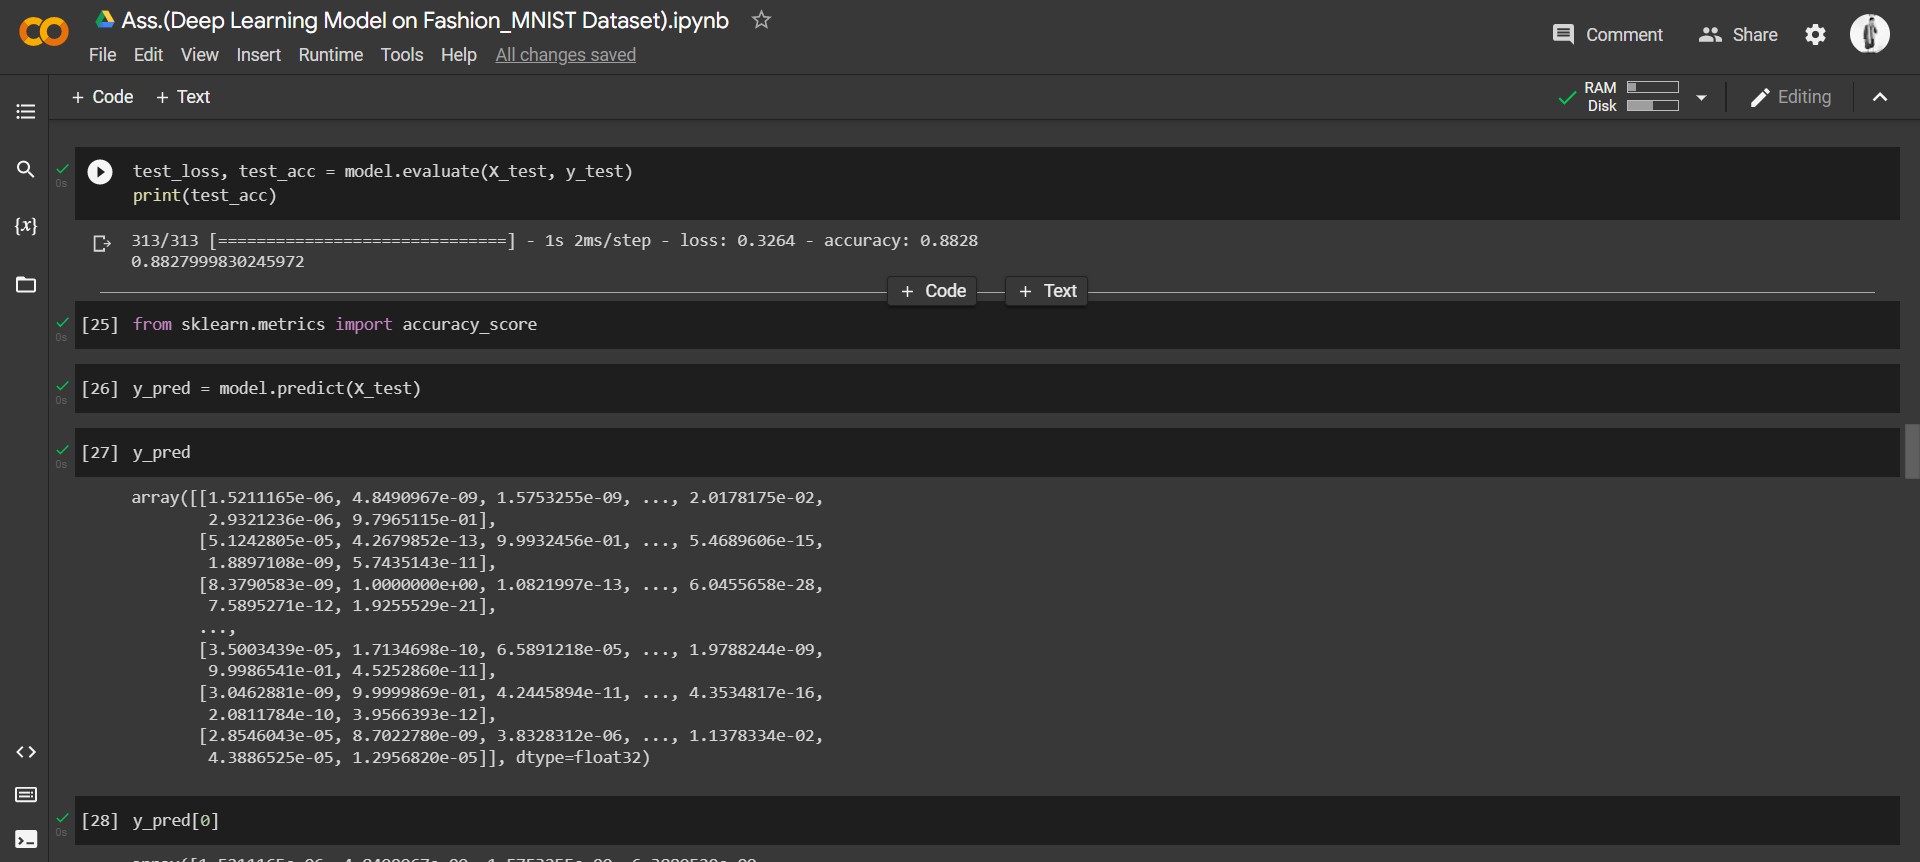 Ass.(Deep Learning Model on Fashion_MNIST Dataset).ipynb
File Edit View Insert Runtime Tools Help All changes saved
Comment Share
+ Code + Text
RAM
Disk
Editing
0s
test_loss, test_acc = model.evaluate(X_test, y_test)
print(test_acc)
{x}
313/313 [==============================] - 1s 2ms/step - loss: 0.3264 - accuracy: 0.8828
0.8827999830245972
+ Code + Text
[25] from sklearn.metrics import accuracy_score
0s
[26] y_pred = model.predict(X_test)
0s
[27] y_pred
0s
array([[1.5211165e-06, 4.8490967e-09, 1.5753255e-09, ..., 2.0178175e-02,
2.9321236e-06, 9.7965115e-01],
[5.1242805e-05, 4.2679852e-13, 9.9932456e-01, ..., 5.4689606e-15,
1.8897108e-09, 5.7435143e-11],
[8.3790583e-09, 1.0000000e+00, 1.0821997e-13, ..., 6.0455658e-28,
7.5895271e-12, 1.9255529e-21],
...,
[3.5003439e-05, 1.7134698e-10, 6.5891218e-05, ..., 1.9788244e-09,
9.9986541e-01, 4.5252860e-11],
[3.0462881e-09, 9.9999869e-01, 4.2445894e-11, ..., 4.3534817e-16,
2.0811784e-10, 3.9566393e-12],
[2.8546043e-05, 8.7022780e-09, 3.8328312e-06, ..., 1.1378334e-02,
4.3886525e-05, 1.2956820e-05]], dtype=float32)
[28] y_pred[0]
0s